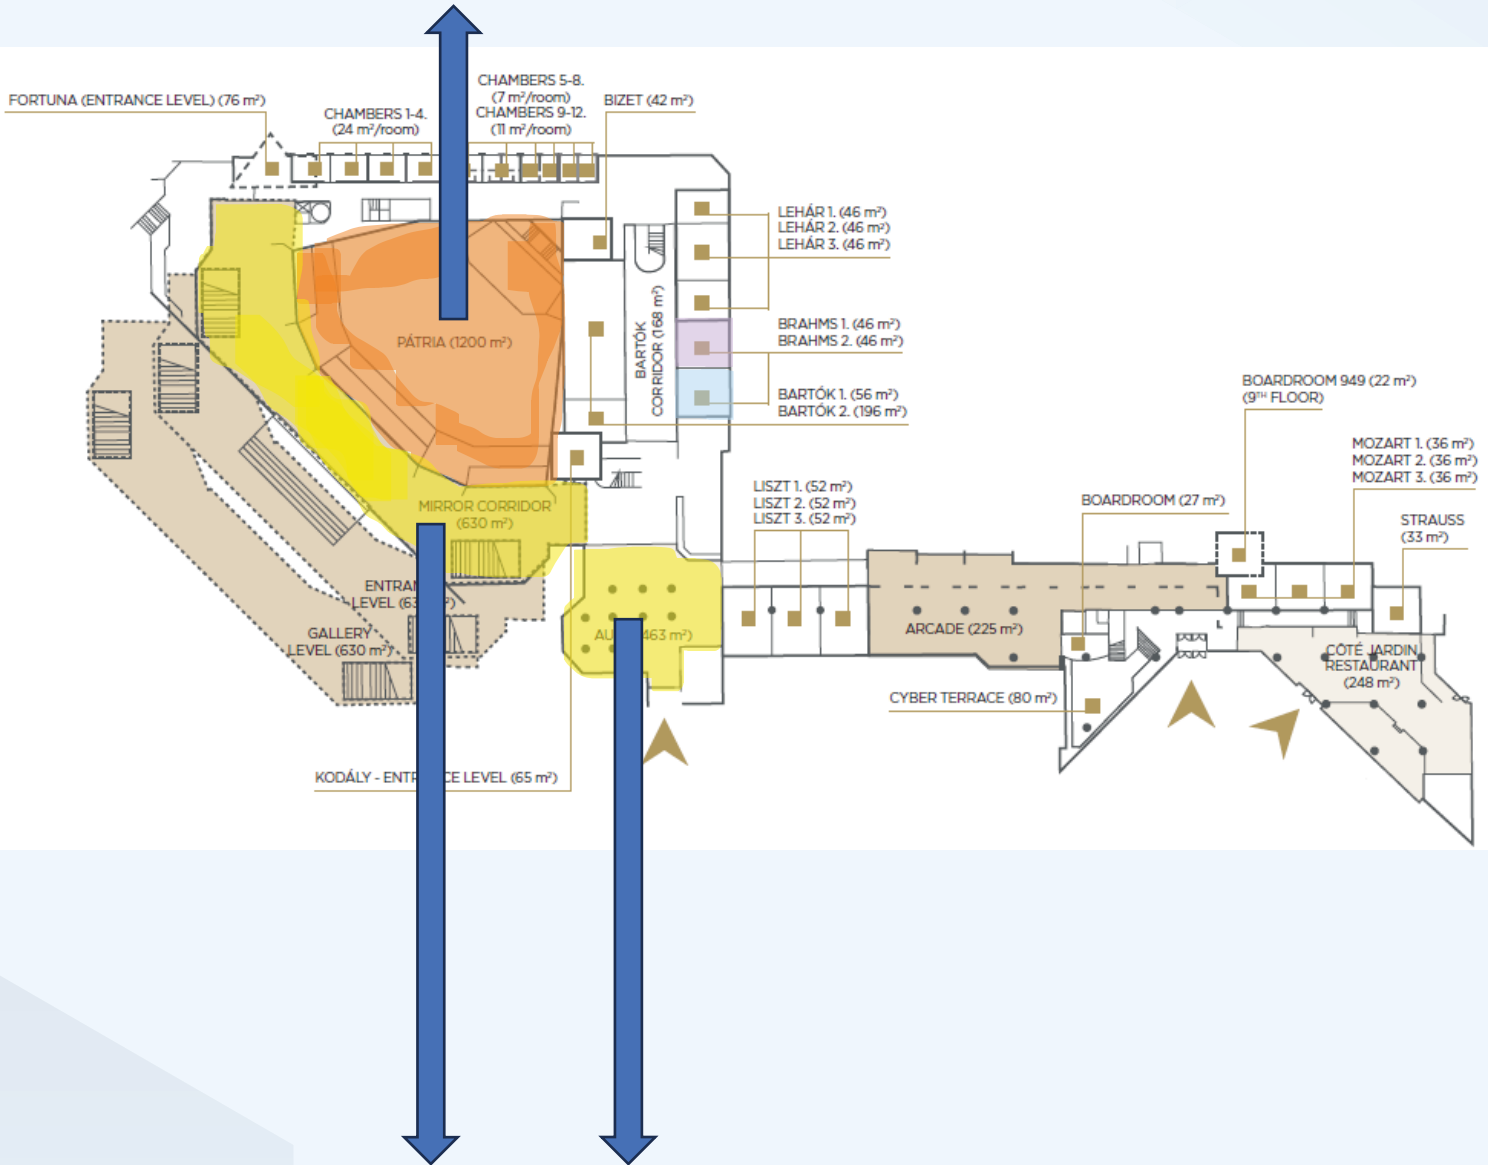 FORTUNA (ENTRANCE LEVEL) (76 m²)
CHAMBERS 1-4.
(24 m²/room)
CHAMBERS 5-8.
(7 m²/room)
CHAMBERS 9-12.
(11 m²/room)
BIZET (42 m²)
LEHÁR 1. (46 m²)
LEHÁR 2. (46 m²)
LEHÁR 3. (46 m²)
BRAHMS 1. (46 m²)
BRAHMS 2. (46 m²)
BARTÓK 1. (56 m²)
BARTÓK 2. (196 m²)
BARTÓK
CORRIDOR (168 m²)
PÁTRIA (1200 m²)
MIRROR CORRIDOR
(630 m²)
LEVEL
GALLERY
LEVEL (630 m²)
463 m²)
KODÁLY - LEVEL (65 m²)
LISZT 1. (52 m²)
LISZT 2. (52 m²)
LISZT 3. (52 m²)
ARCADE (225 m²)
BOARDROOM (27 m²)
CYBER TERRACE (80 m²)
BOARDROOM 949 (22 m²)
(9TH FLOOR)
MOZART 1. (36 m²)
MOZART 2. (36 m²)
MOZART 3. (36 m²)
STRAUSS
(33 m²)
CÔTÉ JARDIN
RESTAURANT
(248 m²)